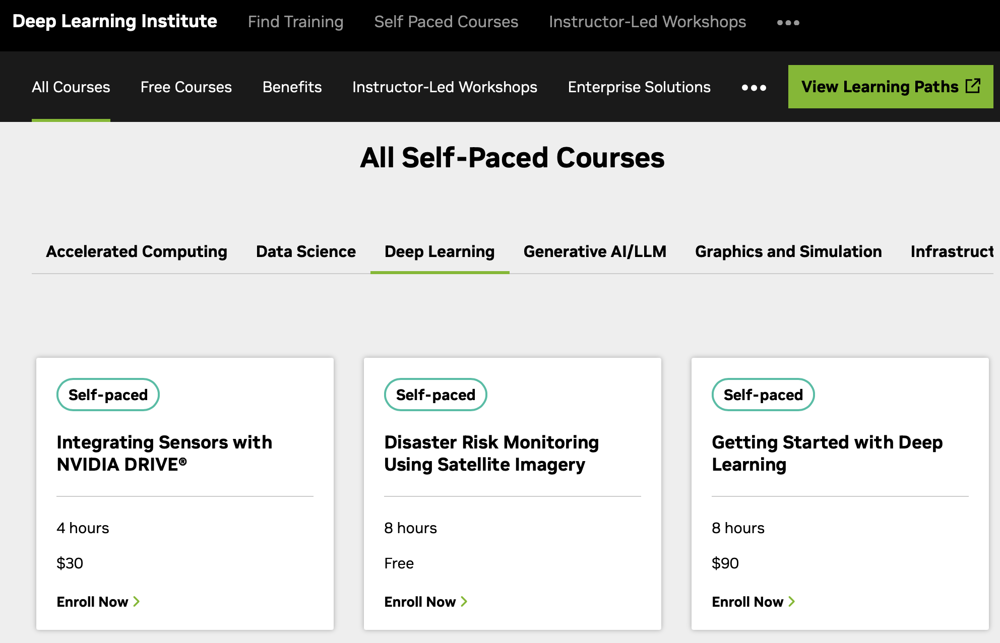 Deep Learning Institute Find Training Self Paced Courses Instructor-Led Workshops •••
All Courses Free Courses Benefits Instructor-Led Workshops Enterprise Solutions ••• View Learning Paths
All Self-Paced Courses
Accelerated Computing Data Science Deep Learning Generative AI/LLM Graphics and Simulation Infrastruct
Self-paced
Integrating Sensors with
NVIDIA DRIVE®
4 hours
$30
Enroll Now
Self-paced
Disaster Risk Monitoring
Using Satellite Imagery
8 hours
Free
Enroll Now
Self-paced
Getting Started with Deep
Learning
8 hours
$90
Enroll Now